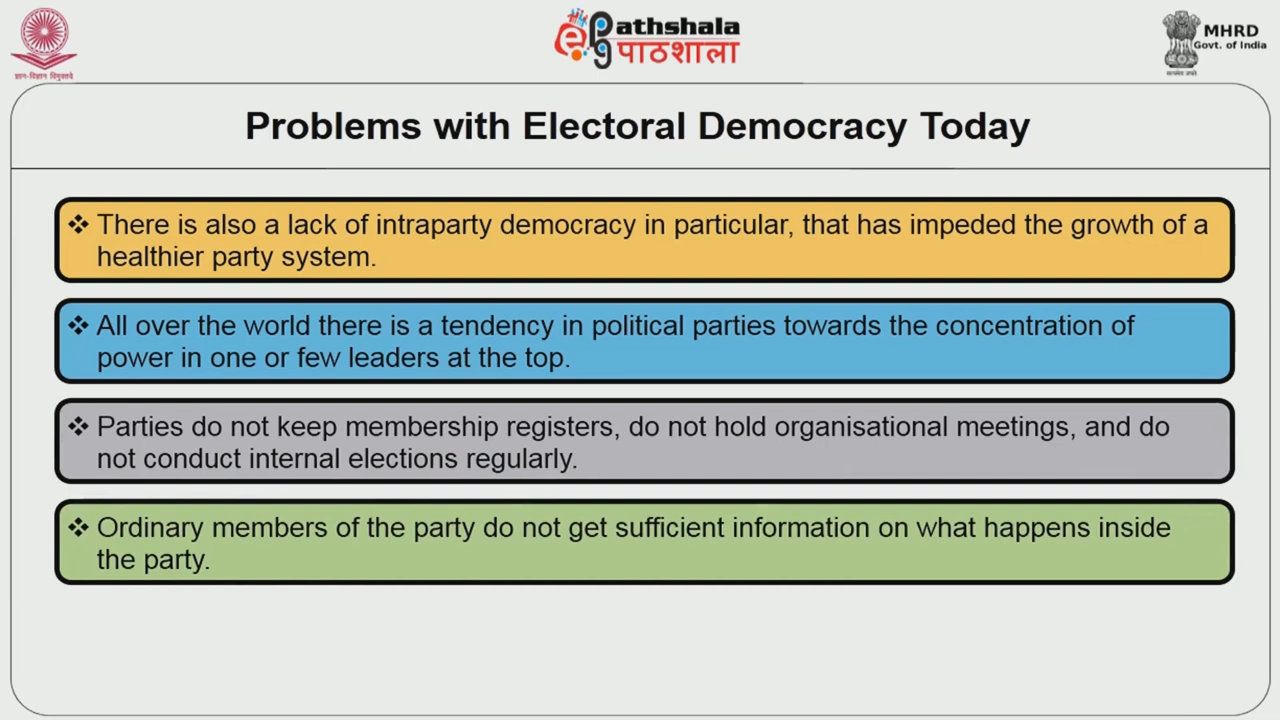 ज्ञान-विज्ञान विमुक्तये
ePathshala
पाठशाला
MHRD
Govt. of India
सत्यमेव जयते
Problems with Electoral Democracy Today
❖ There is also a lack of intraparty democracy in particular, that has impeded the growth of a
healthier party system.
❖ All over the world there is a tendency in political parties towards the concentration of
power in one or few leaders at the top.
❖ Parties do not keep membership registers, do not hold organisational meetings, and do
not conduct internal elections regularly.
❖ Ordinary members of the party do not get sufficient information on what happens inside
the party.